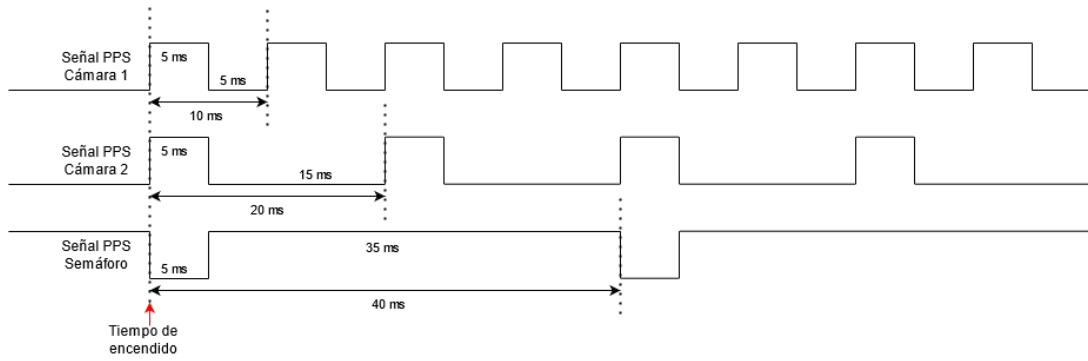 Señal PPS
Cámara 1
5 ms
5 ms
10 ms
Señal PPS
Cámara 2
5 ms
15 ms
20 ms
Señal PPS
Semáforo
5 ms
35 ms
40 ms
Tiempo de
encendido